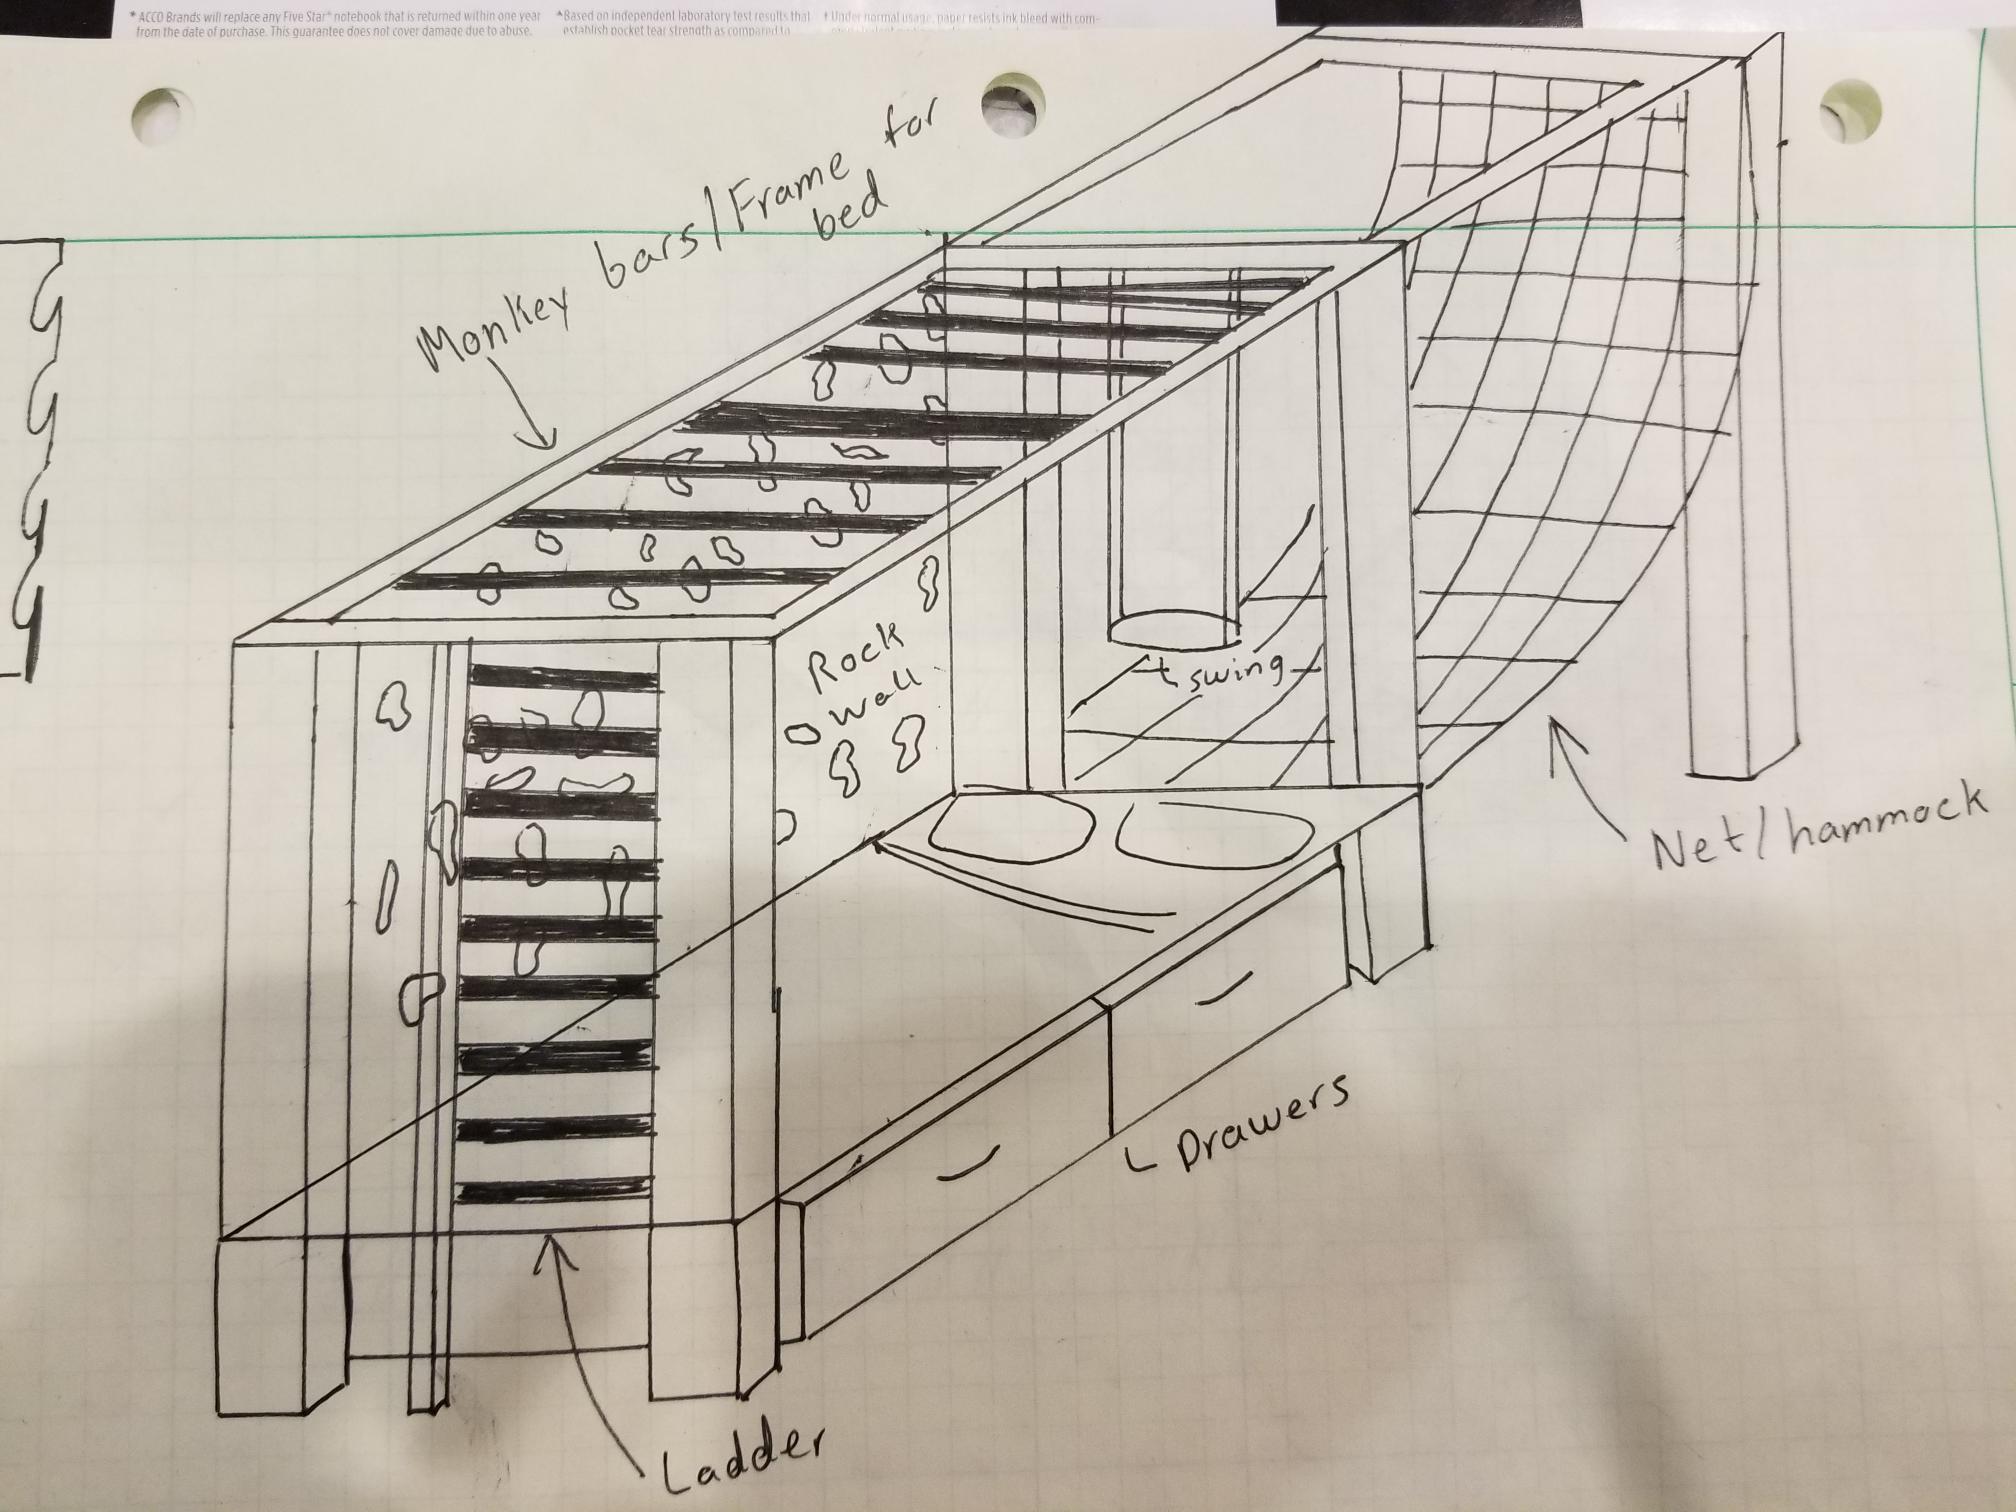 * ACCO Brands will replace any Five Star® notebook that is returned within one year
from the date of purchase. This guarantee does not cover damage due to abuse.
Based on independent laboratory test results that
establish pocket tear strength as compared to
† Under normal usage, paper resists ink bleed with com-
Monkey bars/Frame for
bed
Rock
wall
swing
Ladder
Drawers
Net/hammock